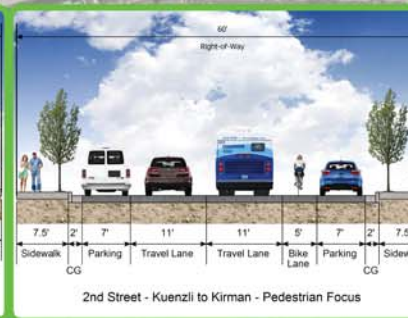 60'
Right-of-Way
7.5' 2' 7' 11' 11' 5' 7' 2' 7.5
Sidewalk Parking Travel Lane Travel Lane Bike Lane Parking
CG CG
2nd Street - Kuenzli to Kirman - Pedestrian Focus